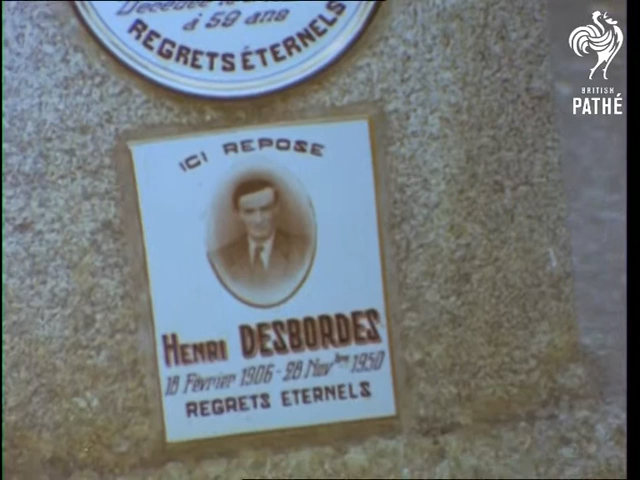 à 59 ans
REGRETS ÉTERNELS
BRITISH
PATHÉ
ICI REPOSE
HENRI DESBORDES
18 Février 1906 - 28 Novbre 1950
REGRETS ETERNELS